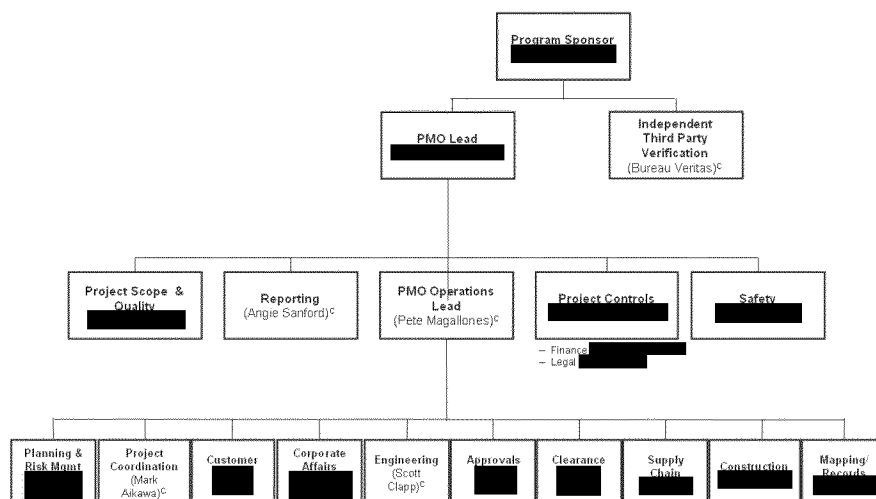 Program Sponsor
PMO Lead
Independent
Third Party
Verification
(Bureau Veritas)c
Project Scope &
Quality
Reporting
(Angie Sanford)c
PMO Operations
Lead
(Pete Magallones)c
Project Controls
Safety
– Finance
– Legal
Planning &
Risk Mgmt
Project
Coordination
(Mark
Aikawa)c
Customer
Corporate
Affairs
Engineering
(Scott
Clapp)c
Approvals
Clearance
Supply
Chain
Construction
Mapping/
Records